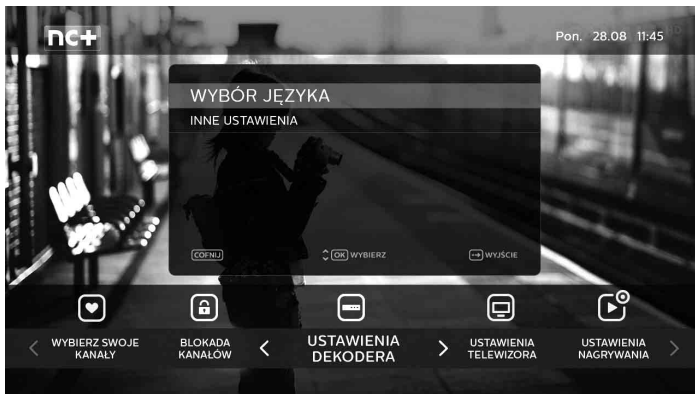 nc+
Pon. 28.08 11:45
WYBÓR JĘZYKA
INNE USTAWIENIA
COFNIJ OK WYBIERZ WYJŚCIE
WYBIERZ SWOJE
KANAŁY
BLOKADA
KANAŁÓW
USTAWIENIA
DEKODERA
USTAWIENIA
TELEWIZORA
USTAWIENIA
NAGRYWANIA